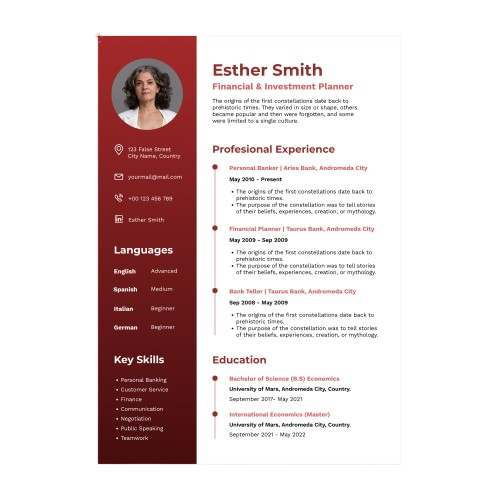 Esther Smith
Financial & Investment Planner
The origins of the first constellations date back to
prehistoric times. They varied in size or shape, others
became popular and then were forgotten, and some
were limited to a single culture.
123 False Street
City Name, Country
yourmail@mail.com
+00 123 456 789
Esther Smith
Languages
English Advanced
Spanish Medium
Italian Beginner
German Beginner
Key Skills
• Personal Banking
• Customer Service
• Finance
• Communication
• Negotiation
• Public Speaking
• Teamwork
Profesional Experience
Personal Banker | Aries Bank, Andromeda City
May 2010 - Present
• The origins of the first constellations date back to
prehistoric times.
• The purpose of the constellation was to tell stories
of their beliefs, experiences, creation, or mythology.
Financial Planner | Taurus Bank, Andromeda City
May 2009 - Sep 2009
• The origins of the first constellations date back to
prehistoric times.
• The purpose of the constellation was to tell stories
of their beliefs, experiences, creation, or mythology.
Bank Teller | Taurus Bank, Andromeda City
Sep 2008 - May 2009
• The origins of the first constellations date back to
prehistoric times.
• The purpose of the constellation was to tell stories
of their beliefs, experiences, creation, or mythology.
Education
Bachelor of Science (B.S) Economics
University of Mars, Andromeda City, Country.
September 2017- May 2021
International Economics (Master)
University of Mars, Andromeda City, Country.
September 2021 - May 2022